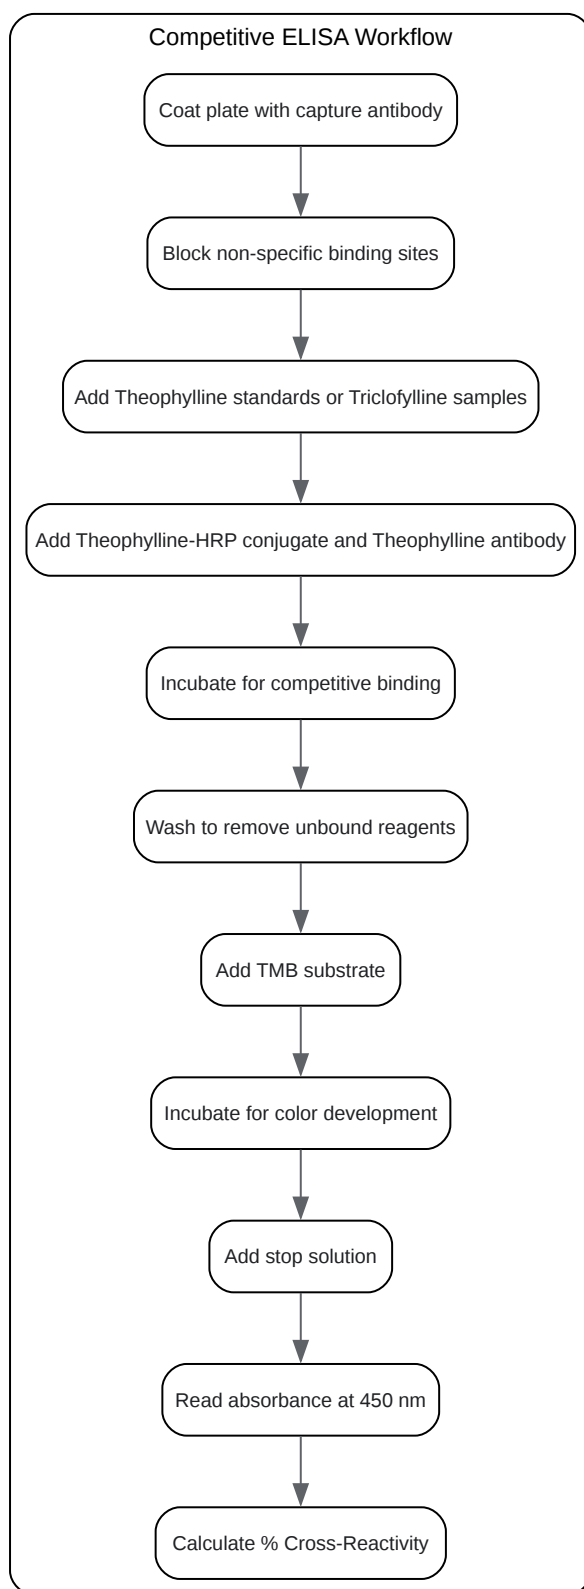 Competitive ELISA Workflow
Coat plate with capture antibody
Block non-specific binding sites
Add Theophylline standards or Triclofylline samples
Add Theophylline-HRP conjugate and Theophylline antibody
Incubate for competitive binding
Wash to remove unbound reagents
Add TMB substrate
Incubate for color development
Add stop solution
Read absorbance at 450 nm
Calculate % Cross-Reactivity